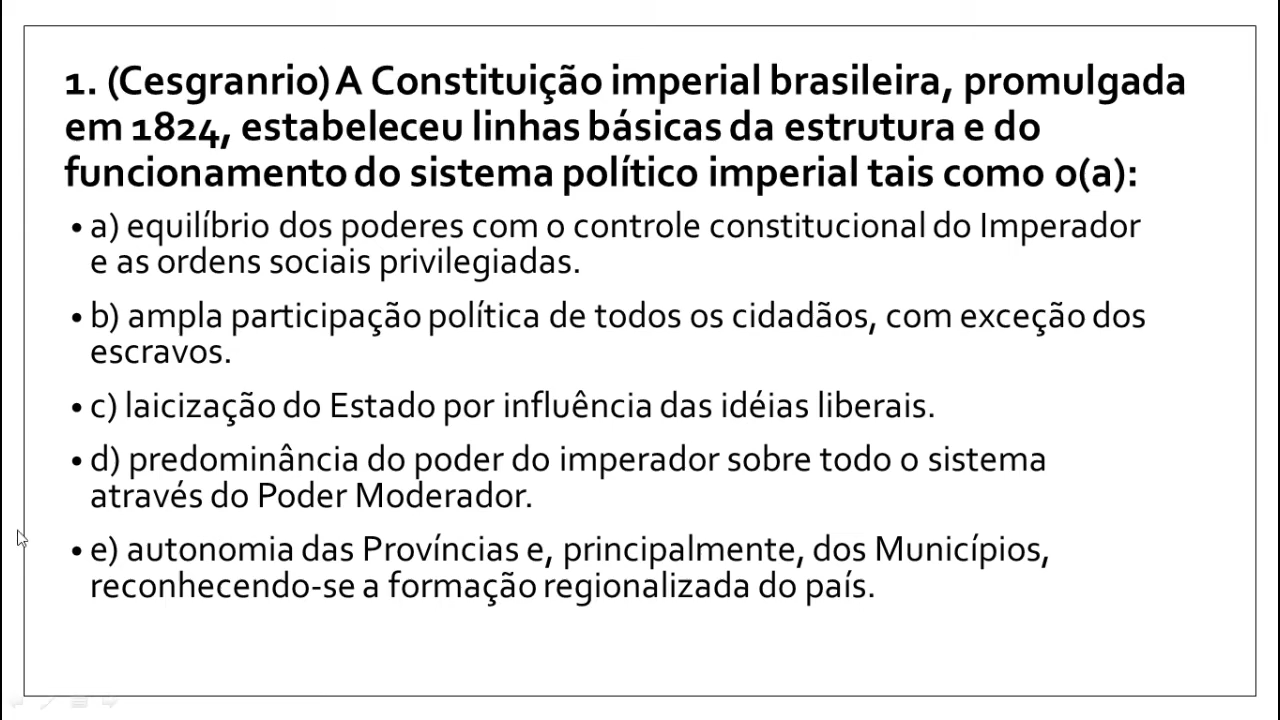 1. (Cesgranrio) A Constituição imperial brasileira, promulgada
em 1824, estabeleceu linhas básicas da estrutura e do
funcionamento do sistema político imperial tais como o(a):
• a) equilíbrio dos poderes com o controle constitucional do Imperador
e as ordens sociais privilegiadas.
• b) ampla participação política de todos os cidadãos, com exceção dos
escravos.
• c) laicização do Estado por influência das idéias liberais.
• d) predominância do poder do imperador sobre todo o sistema
através do Poder Moderador.
• e) autonomia das Províncias e, principalmente, dos Municípios,
reconhecendo-se a formação regionalizada do país.